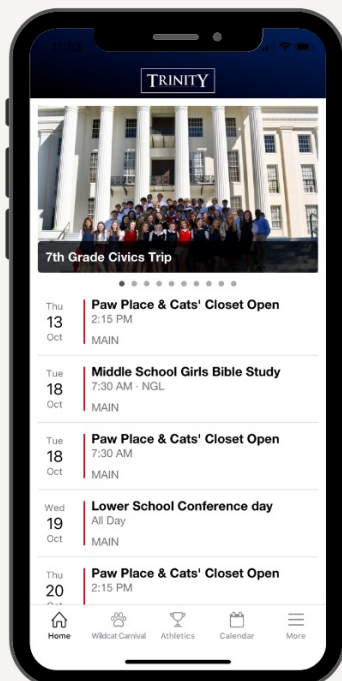 11:53
TRINITY
7th Grade Civics Trip
Thu
13
Oct
Paw Place & Cats' Closet Open
2:15 PM
MAIN
Tue
18
Oct
Middle School Girls Bible Study
7:30 AM · NGL
MAIN
Tue
18
Oct
Paw Place & Cats' Closet Open
7:30 AM
MAIN
Wed
19
Oct
Lower School Conference day
All Day
MAIN
Thu
20
Oct
Paw Place & Cats' Closet Open
2:15 PM
Home
Wildcat Carnival
Athletics
Calendar
More